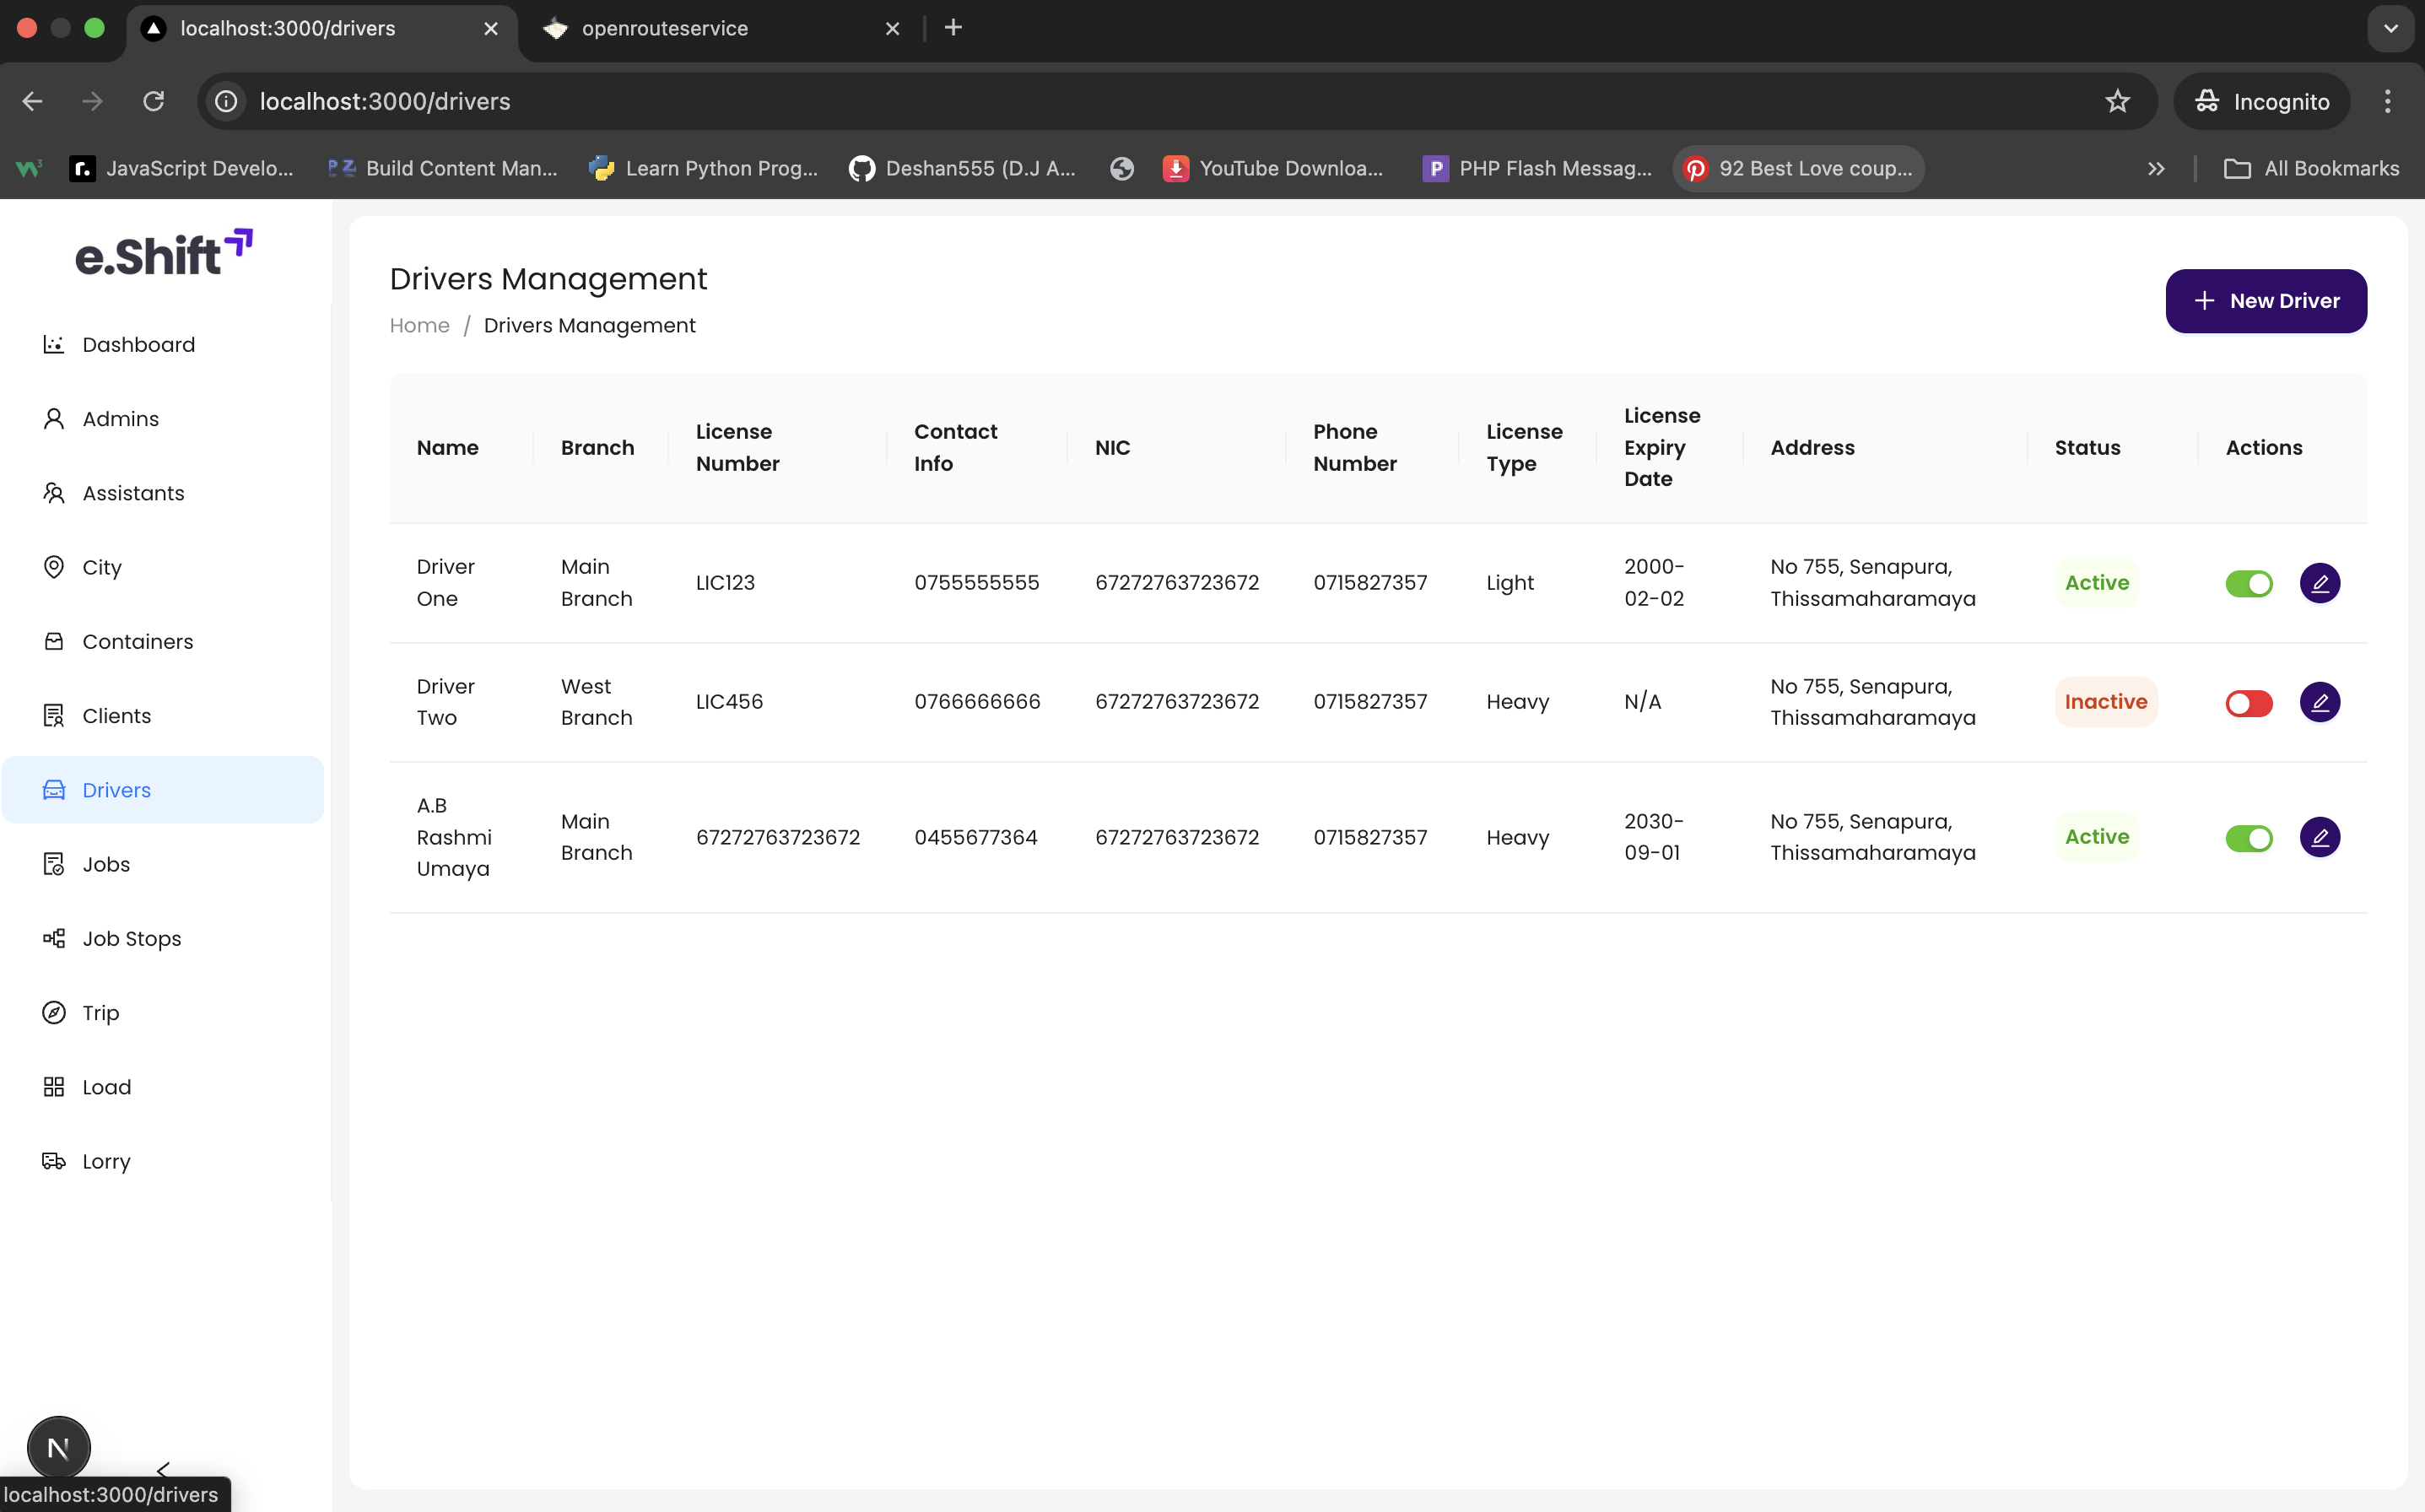 localhost:3000/drivers
openrouteservice
localhost:3000/drivers
Incognito
JavaScript Develo...
Build Content Man...
Learn Python Prog...
Deshan555 (D.J A...
YouTube Downloa...
PHP Flash Messag...
92 Best Love coup...
All Bookmarks
e.Shift
Dashboard
Admins
Assistants
City
Containers
Clients
Drivers
Jobs
Job Stops
Trip
Load
Lorry
Drivers Management
Home / Drivers Management
New Driver
Name
Branch
License
Number
Contact
Info
NIC
Phone
Number
License
Type
License
Expiry
Date
Address
Status
Actions
Driver
One
Main
Branch
LIC123
0755555555
67272763723672
0715827357
Light
2000-
02-02
No 755, Senapura,
Thissamaharamaya
Active
Driver
Two
West
Branch
LIC456
0766666666
67272763723672
0715827357
Heavy
N/A
No 755, Senapura,
Thissamaharamaya
Inactive
A.B
Rashmi
Umaya
Main
Branch
67272763723672
0455677364
67272763723672
0715827357
Heavy
2030-
09-01
No 755, Senapura,
Thissamaharamaya
Active
N
localhost:3000/drivers